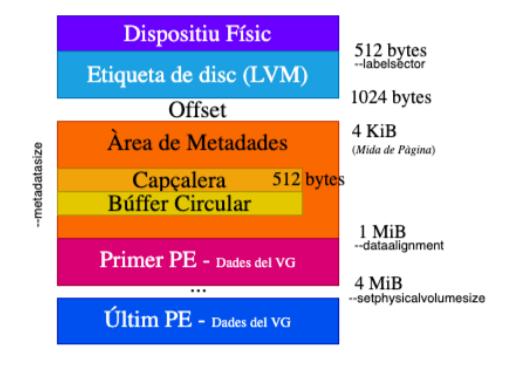 Dispositiu Físic
512 bytes
--labelsector
Etiqueta de disc (LVM)
1024 bytes
Offset
Àrea de Metadades
4 KiB
(Mida de Pàgina)
--metadatasize
Capçalera
512 bytes
Búffer Circular
1 MiB
--dataalignment
Primer PE - Dades del VG
...
4 MiB
--setphysicalvolumesize
Últim PE - Dades del VG